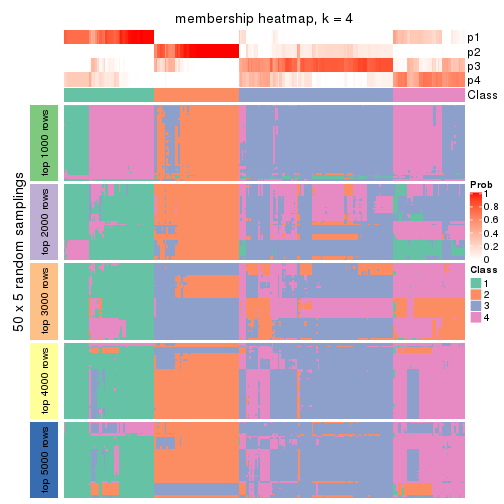 membership heatmap, k = 4
p1
p2
p3
p4
Class
50 x 5 random samplings
top 1000 rows
top 2000 rows
top 3000 rows
top 4000 rows
top 5000 rows
Prob
1
0.8
0.6
0.4
0.2
0
Class
1
2
3
4